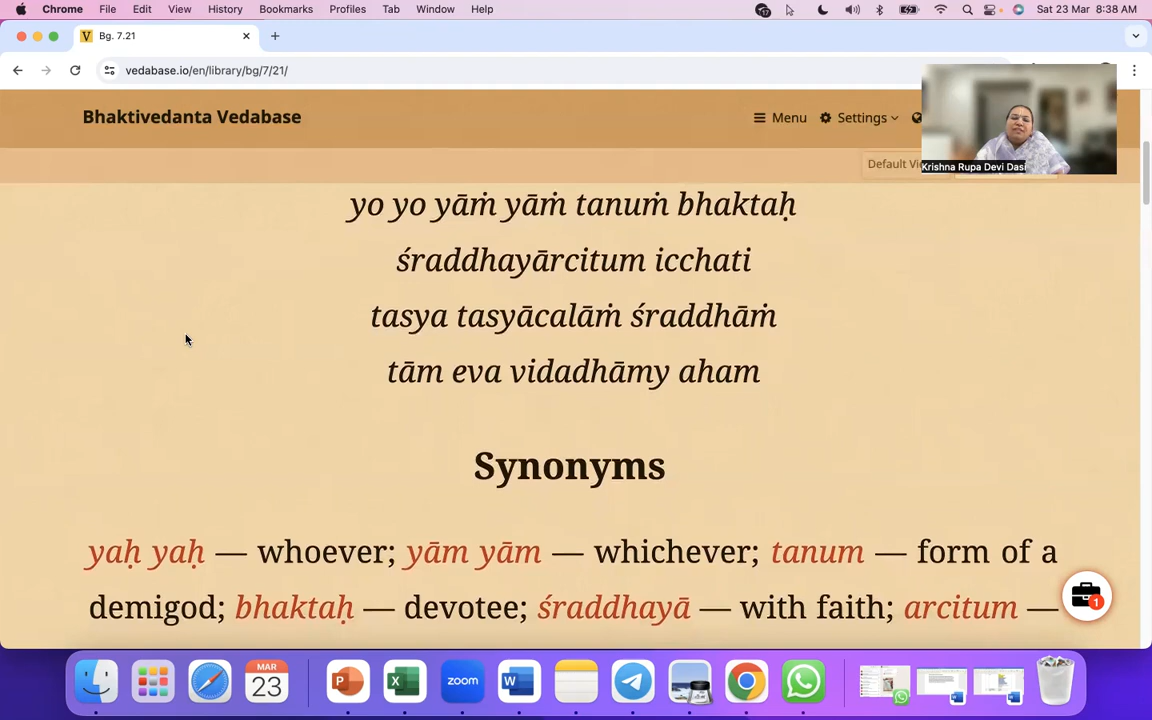 Chrome File Edit View History Bookmarks Profiles Tab Window Help 17 Sat 23 Mar 8:38 AM
V Bg. 7.21
vedabase.io/en/library/bg/7/21/
Bhaktivedanta Vedabase Menu Settings
Default Vi
Krishna Rupa Devi Dasi
yo yo yāṁ yāṁ tanuṁ bhaktaḥ
śraddhayārcitum icchati
tasya tasyācalāṁ śraddhāṁ
tām eva vidadhāmy aham
Synonyms
yaḥ yaḥ — whoever; yām yām — whichever; tanum — form of a
demigod; bhaktaḥ — devotee; śraddhayā — with faith; arcitum —
1
MAR
23
P X zoom W W W